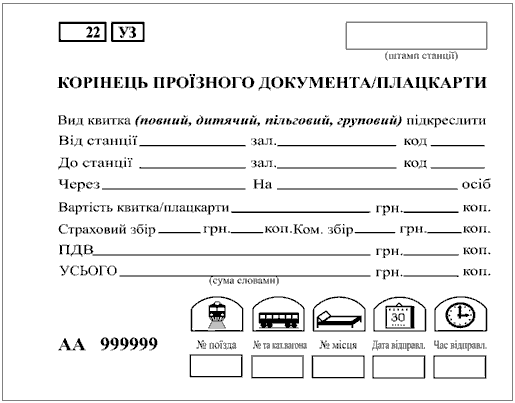 22 УЗ
(штамп станції)
КОРІНЕЦЬ ПРОЇЗНОГО ДОКУМЕНТА/ПЛАЦКАРТИ
Вид квитка (повний, дитячий, пільговий, груповий) підкреслити
Від станції зал. код
До станції зал. код
Через На осіб
Вартість квитка/плацкарти грн. коп.
Страховий збір грн. коп. Ком. збір грн. коп.
ПДВ грн. коп.
УСЬОГО грн. коп.
(сума словами)
30
АА 999999 № поїзда № та кат.вагона № місця Дата відправл. Час відправл.